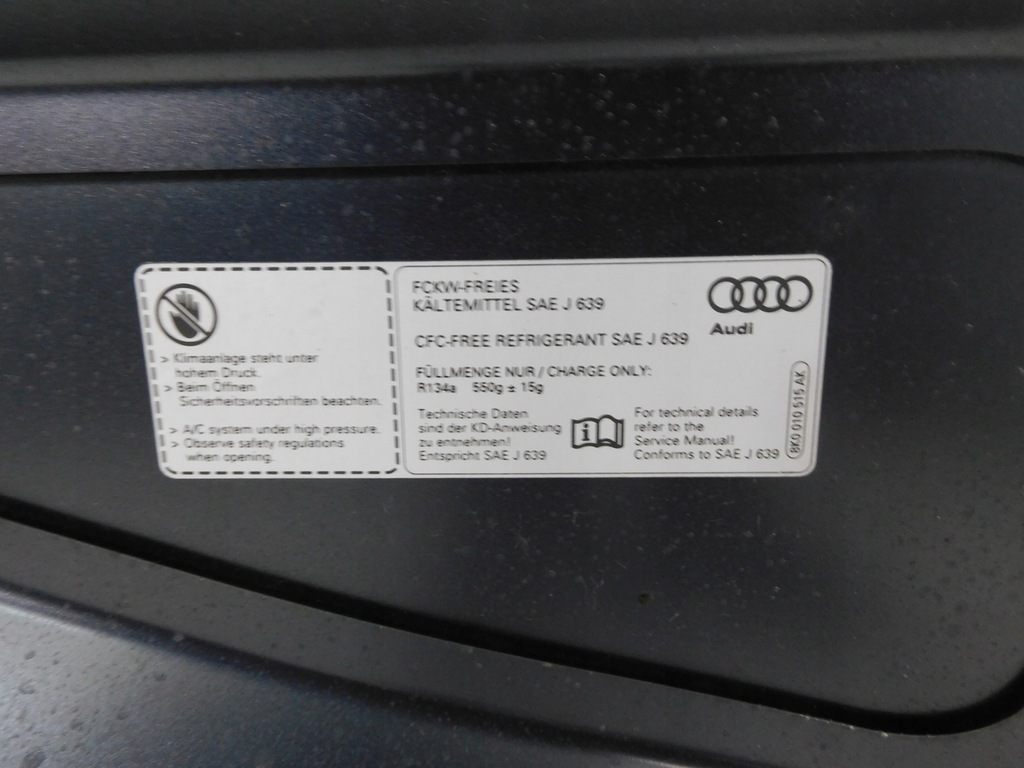 > Klimaanlage steht unter
hohem Druck.
> Beim Öffnen
Sicherheitsvorschriften beachten.
> A/C system under high pressure.
> Observe safety regulations
when opening.
FCKW-FREIES
KÄLTEMITTEL SAE J 639
CFC-FREE REFRIGERANT SAE J 639
FÜLLMENGE NUR / CHARGE ONLY:
R134a 550g ± 15g
Technische Daten
sind der KD-Anweisung
zu entnehmen!
Entspricht SAE J 639
i
For technical details
refer to the
Service Manual!
Conforms to SAE J 639
Audi
8K0 010 515 AK